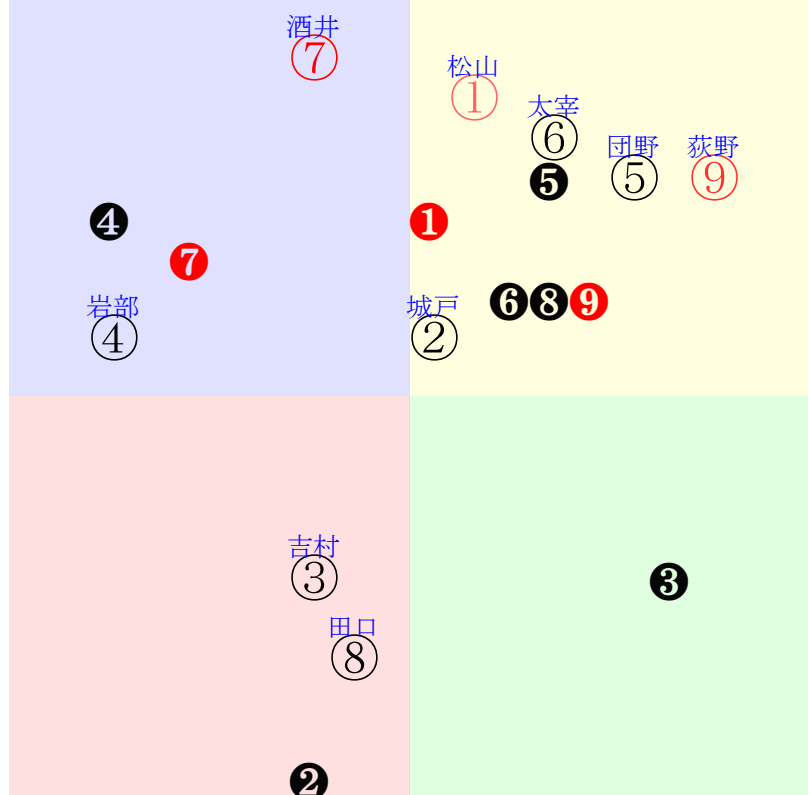 酒井
⑦
松山
①
太宰
⑥
団野
⑤
荻野
⑨
❺
❹
❶
❼
❻❽❾
岩部
④
城戸
②
吉村
③
❸
田口
⑧
❷